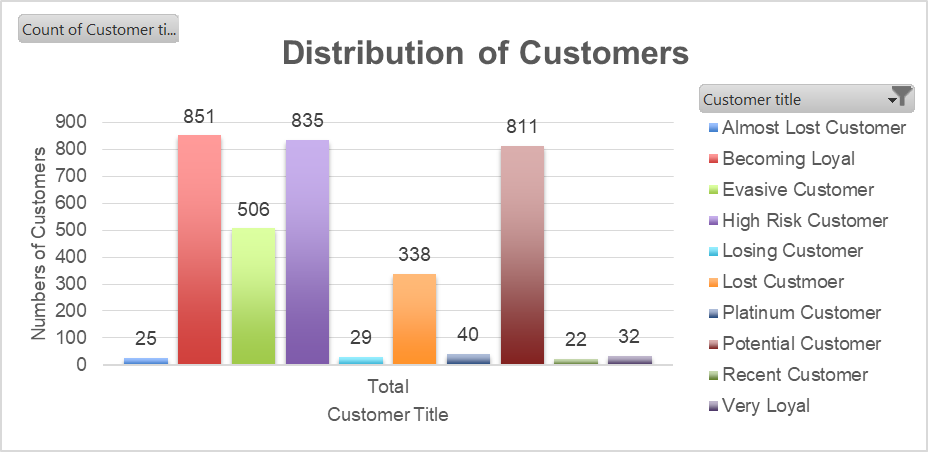 Count of Customer ti...
Distribution of Customers
Customer title
Almost Lost Customer
Becoming Loyal
Evasive Customer
High Risk Customer
Losing Customer
Lost Custmoer
Platinum Customer
Potential Customer
Recent Customer
Very Loyal
Numbers of Customers
900
800
700
600
500
400
300
200
100
0
25
851
506
835
29
338
40
811
22
32
Total
Customer Title